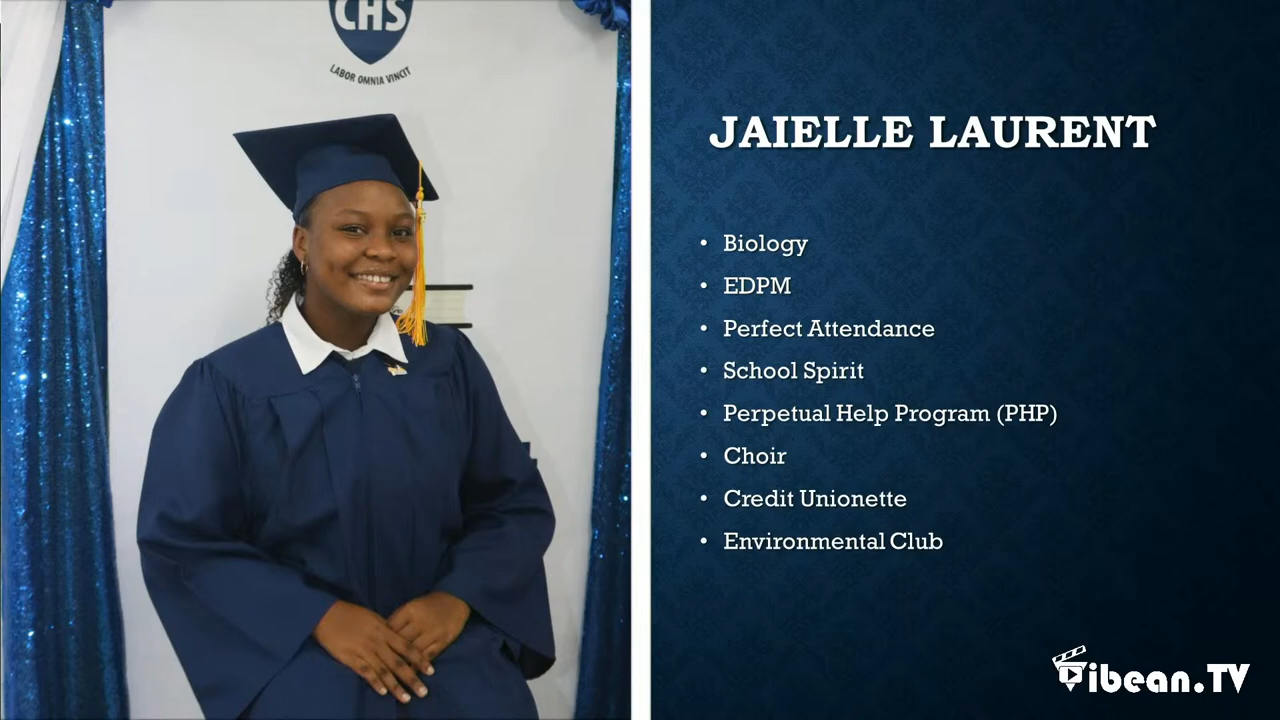 CHS
LABOR OMNIA VINCIT
JAIELLE LAURENT
• Biology
• EDPM
• Perfect Attendance
• School Spirit
• Perpetual Help Program (PHP)
• Choir
• Credit Unionette
• Environmental Club
Vibean.TV